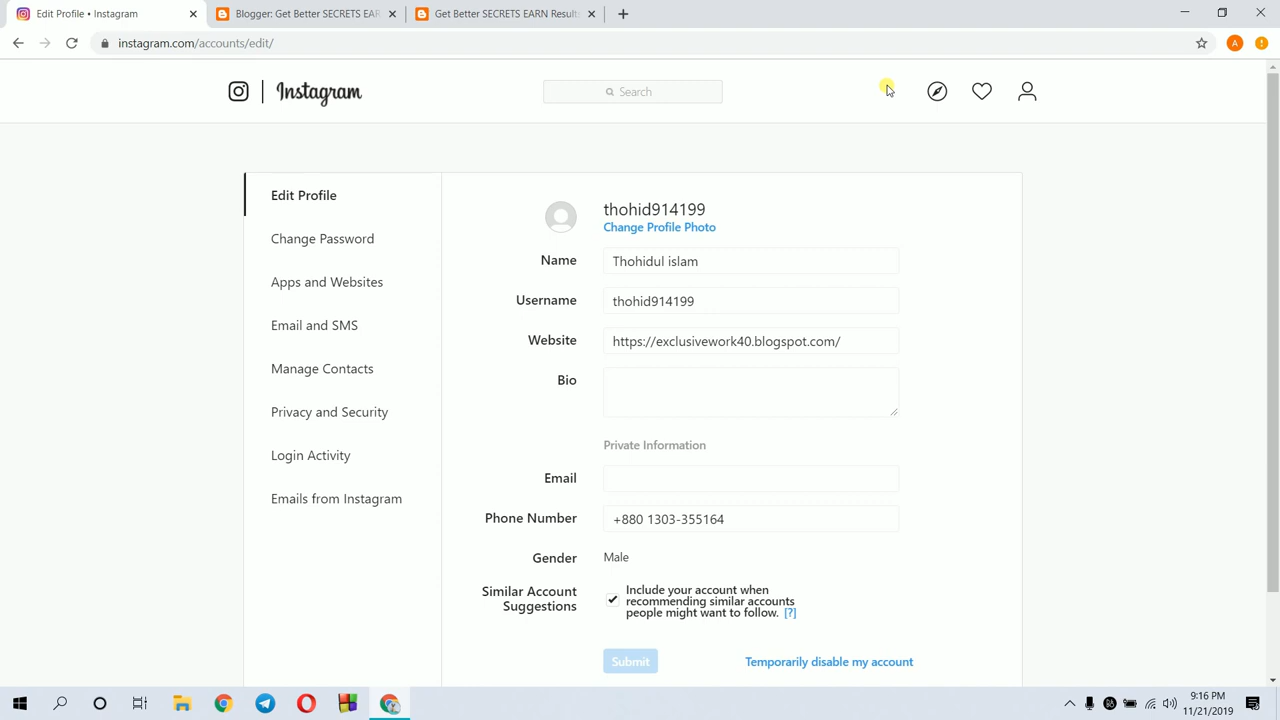 Edit Profile • Instagram
Blogger: Get Better SECRETS EAR
Get Better SECRETS EARN Results
instagram.com/accounts/edit/
A
Instagram
Search
Edit Profile
Change Password
Apps and Websites
Email and SMS
Manage Contacts
Privacy and Security
Login Activity
Emails from Instagram
thohid914199
Change Profile Photo
Name
Thohidul islam
Username
thohid914199
Website
https://exclusivework40.blogspot.com/
Bio
Private Information
Email
Phone Number
+880 1303-355164
Gender
Male
Similar Account
Suggestions
Include your account when
recommending similar accounts
people might want to follow. [?]
Submit
Temporarily disable my account
9:16 PM
11/21/2019